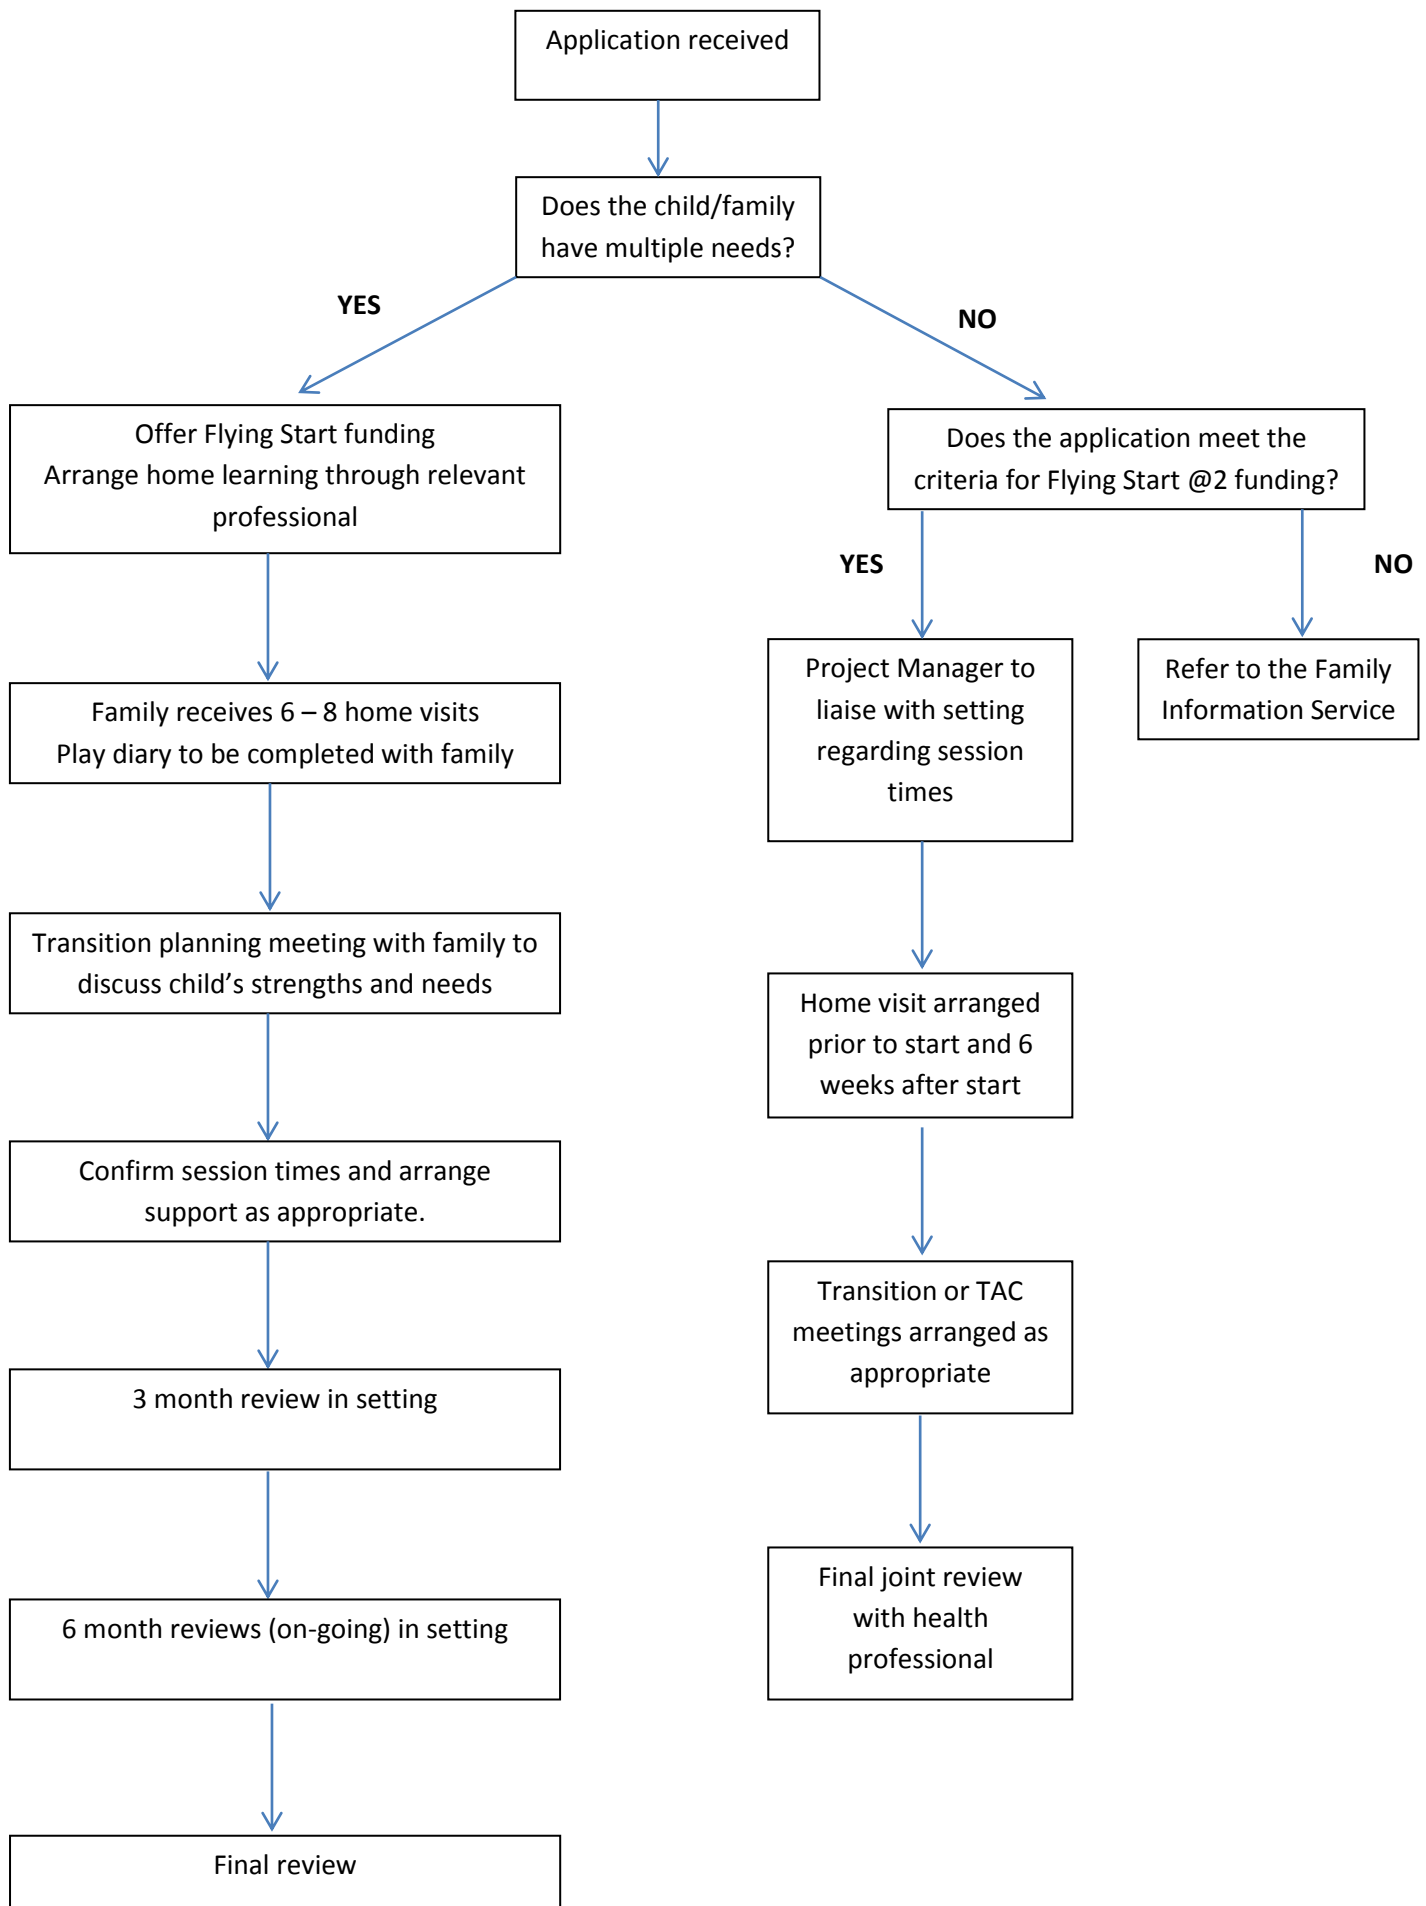 Application received
Does the child/family
have multiple needs?
YES
NO
Offer Flying Start funding
Arrange home learning through relevant
professional
Does the application meet the
criteria for Flying Start @2 funding?
YES
NO
Family receives 6 – 8 home visits
Play diary to be completed with family
Project Manager to
liaise with setting
regarding session
times
Refer to the Family
Information Service
Transition planning meeting with family to
discuss child’s strengths and needs
Home visit arranged
prior to start and 6
weeks after start
Confirm session times and arrange
support as appropriate.
Transition or TAC
meetings arranged as
appropriate
3 month review in setting
Final joint review
with health
professional
6 month reviews (on-going) in setting
Final review